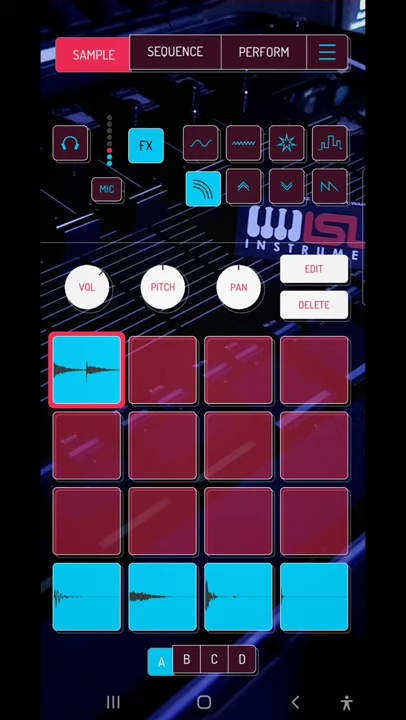 SAMPLE
SEQUENCE
PERFORM
FX
MIC
INSTRUME
VOL
PITCH
PAN
EDIT
DELETE
A
B
C
D